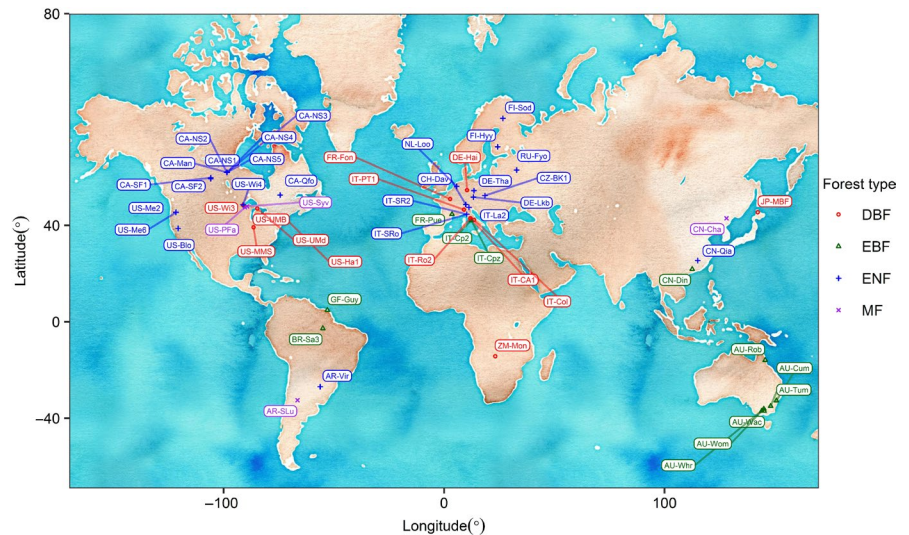 80
40
0
−40
Latitude(°)
−100
0
100
Longitude(°)
CA-NS3
CA-NS2
CA-NS4
CA-Man
CA-NS1
CA-NS5
CA-SF1
CA-SF2
US-Wi4
CA-Qfo
US-Me2
US-Wi3
US-Syv
US-Me6
US-PFa
US-UMB
US-Blo
US-MMS
US-UMd
US-Ha1
GF-Guy
BR-Sa3
AR-Vir
AR-SLu
FI-Sod
FI-Hyy
NL-Loo
FR-Fon
DE-Hai
RU-Fyo
IT-PT1
CH-Dav
DE-Tha
CZ-BK1
IT-SR2
DE-Lkb
FR-Pue
IT-La2
IT-SRo
IT-Cp2
IT-Ro2
IT-Cpz
IT-CA1
IT-Col
ZM-Mon
JP-MBF
CN-Cha
CN-Qia
CN-Din
AU-Rob
AU-Cum
AU-Tum
AU-Wac
AU-Wom
AU-Whr
Forest type
DBF
EBF
ENF
MF